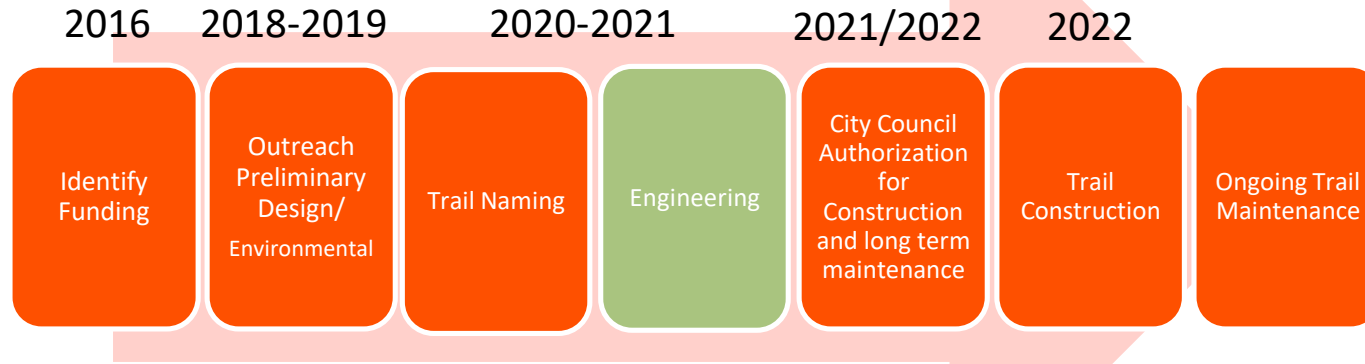 2016 2018-2019 2020-2021 2021/2022 2022
Identify
Funding
Outreach
Preliminary
Design/
Environmental
Trail Naming
Engineering
City Council
Authorization
for
Construction
and long term
maintenance
Trail
Construction
Ongoing Trail
Maintenance